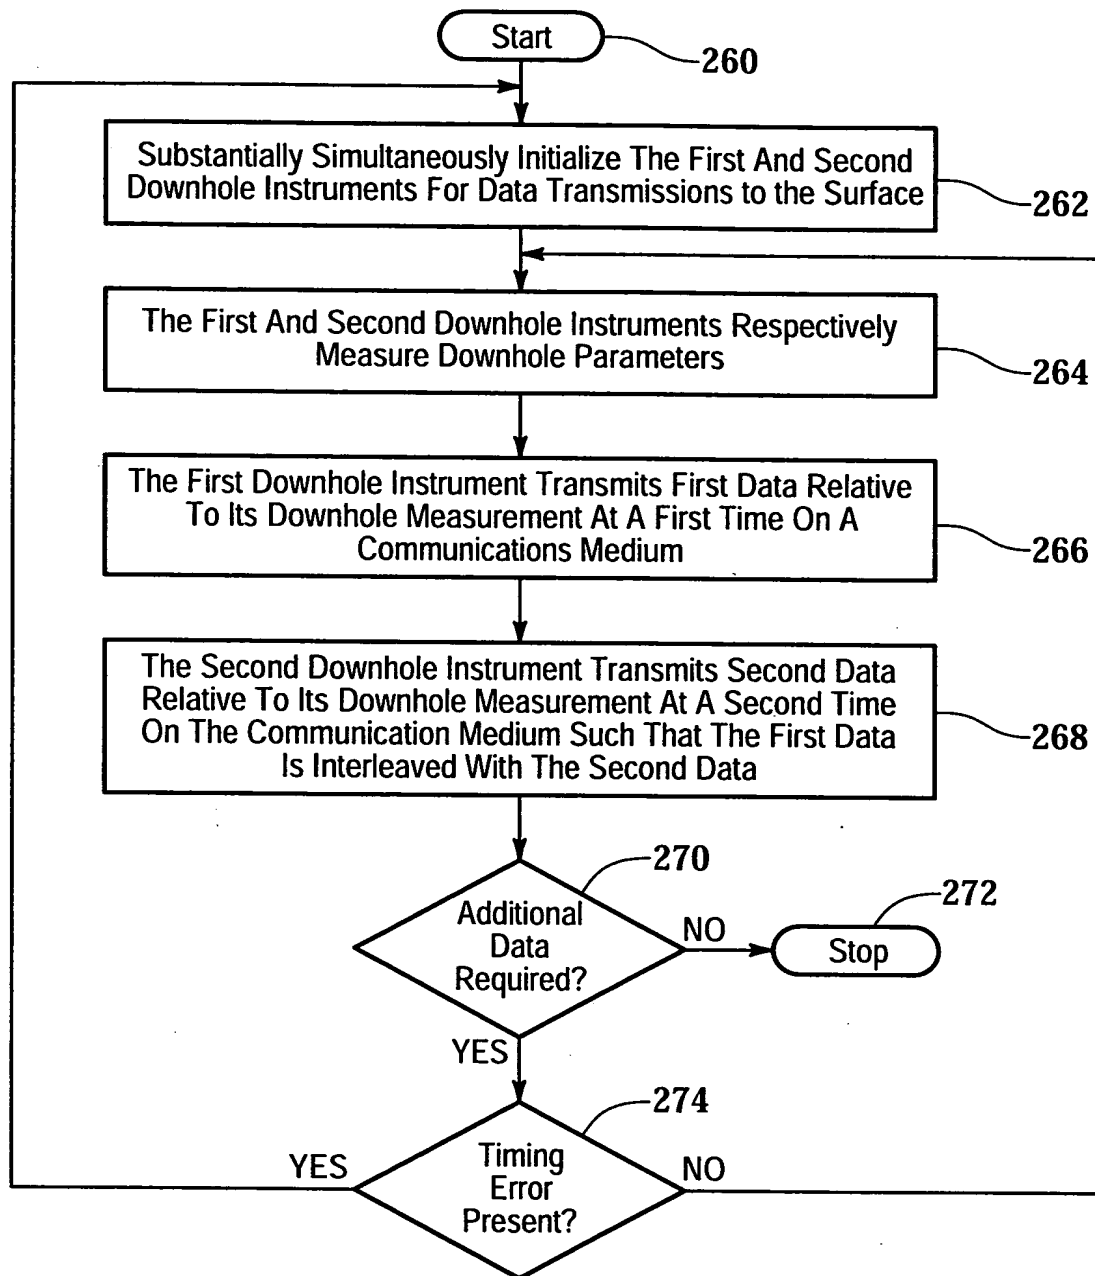 Start
260
Substantially Simultaneously Initialize The First And Second
Downhole Instruments For Data Transmissions to the Surface
262
The First And Second Downhole Instruments Respectively
Measure Downhole Parameters
264
The First Downhole Instrument Transmits First Data Relative
To Its Downhole Measurement At A First Time On A
Communications Medium
266
The Second Downhole Instrument Transmits Second Data
Relative To Its Downhole Measurement At A Second Time
On The Communication Medium Such That The First Data
Is Interleaved With The Second Data
268
270
Additional
Data
Required?
NO
272
Stop
YES
274
Timing
Error
Present?
YES
NO